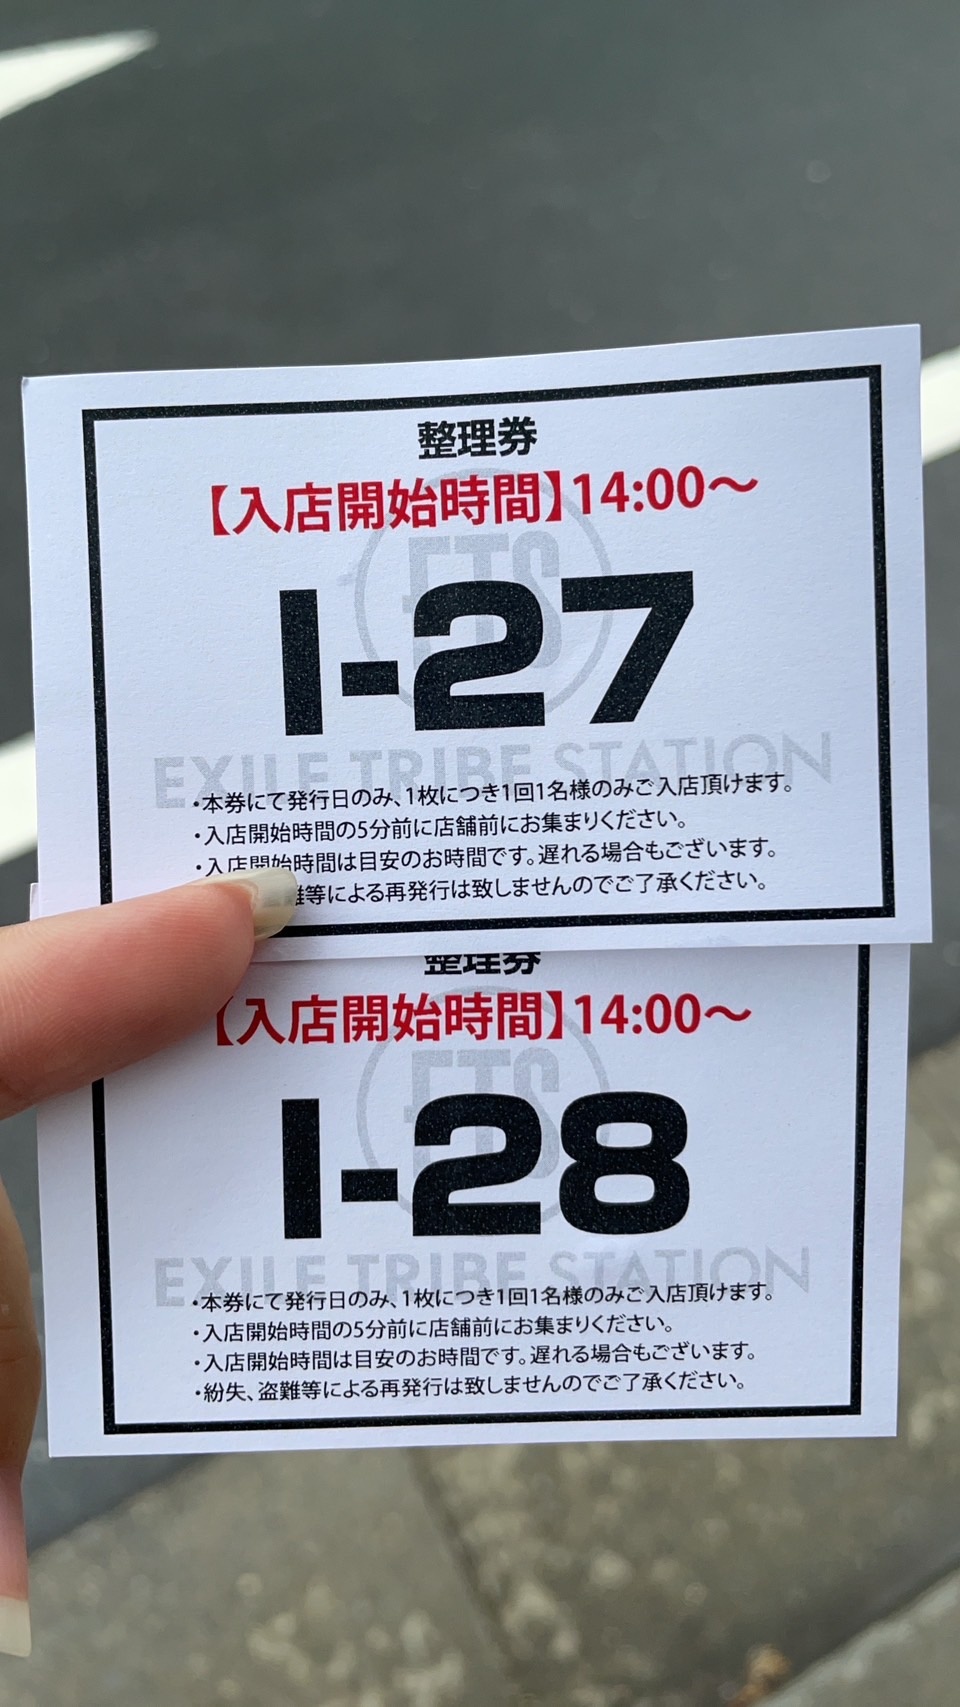 整理券
【入店開始時間】14:00～
I-27
ETS
EXILE TRIBE STATION
・本券にて発行日のみ、1枚につき1回1名様のみご入店頂けます。
・入店開始時間の5分前に店舗前にお集まりください。
・入店開始時間は目安のお時間です。遅れる場合もございます。
難等による再発行は致しませんのでご了承ください。
整理券
【入店開始時間】14:00～
I-28
ETS
EXILE TRIBE STATION
・本券にて発行日のみ、1枚につき1回1名様のみご入店頂けます。
・入店開始時間の5分前に店舗前にお集まりください。
・入店開始時間は目安のお時間です。遅れる場合もございます。
・紛失、盗難等による再発行は致しませんのでご了承ください。